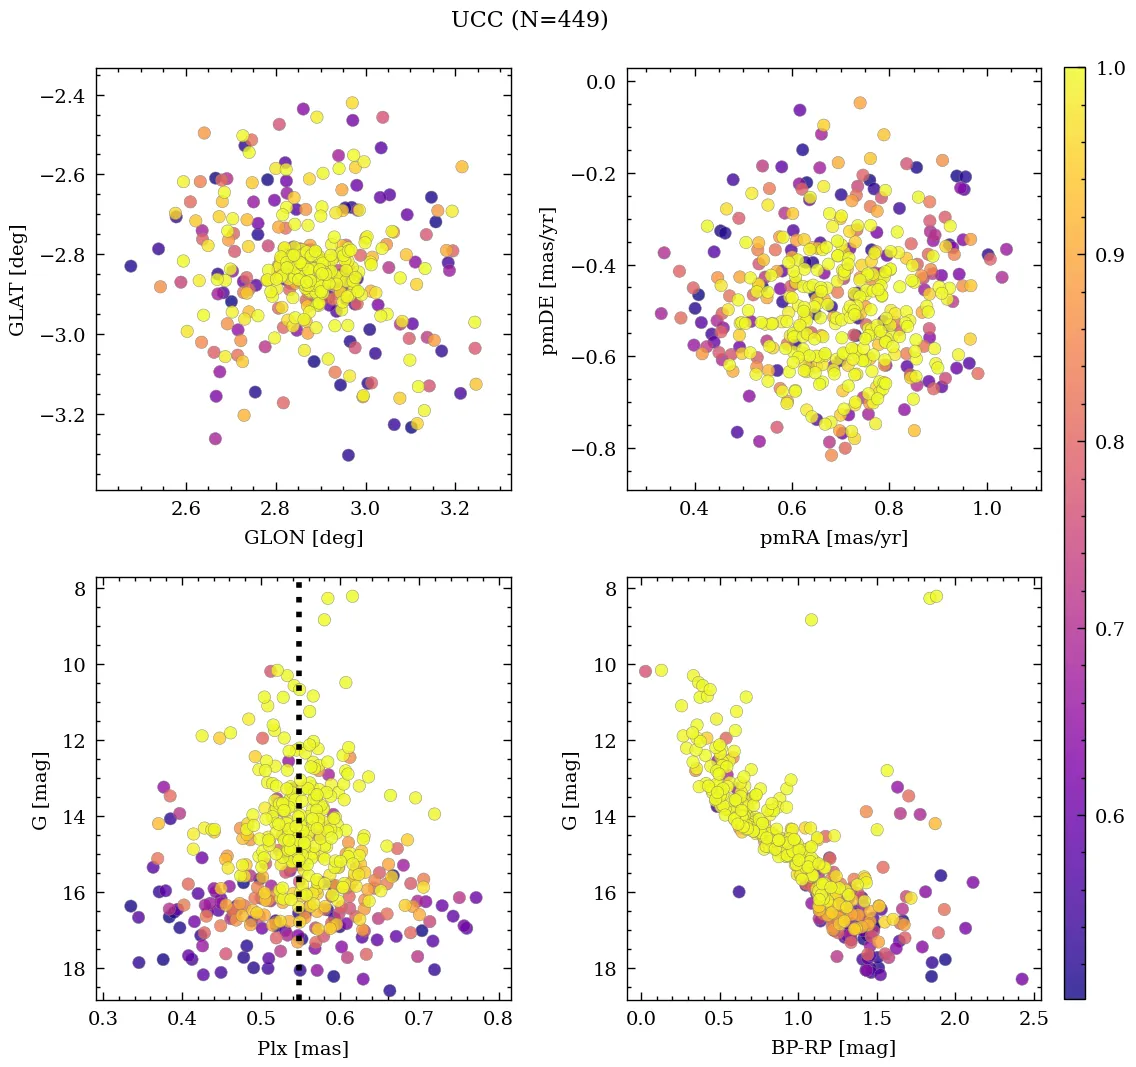 UCC (N=449)
−2.4
−2.6
−2.8
−3.0
−3.2
GLAT [deg]
2.6 2.8 3.0 3.2
GLON [deg]
0.0
−0.2
−0.4
−0.6
−0.8
pmDE [mas/yr]
0.4 0.6 0.8 1.0
pmRA [mas/yr]
8
10
12
14
16
18
G [mag]
0.3 0.4 0.5 0.6 0.7 0.8
Plx [mas]
8
10
12
14
16
18
G [mag]
0.0 0.5 1.0 1.5 2.0 2.5
BP-RP [mag]
1.0
0.9
0.8
0.7
0.6